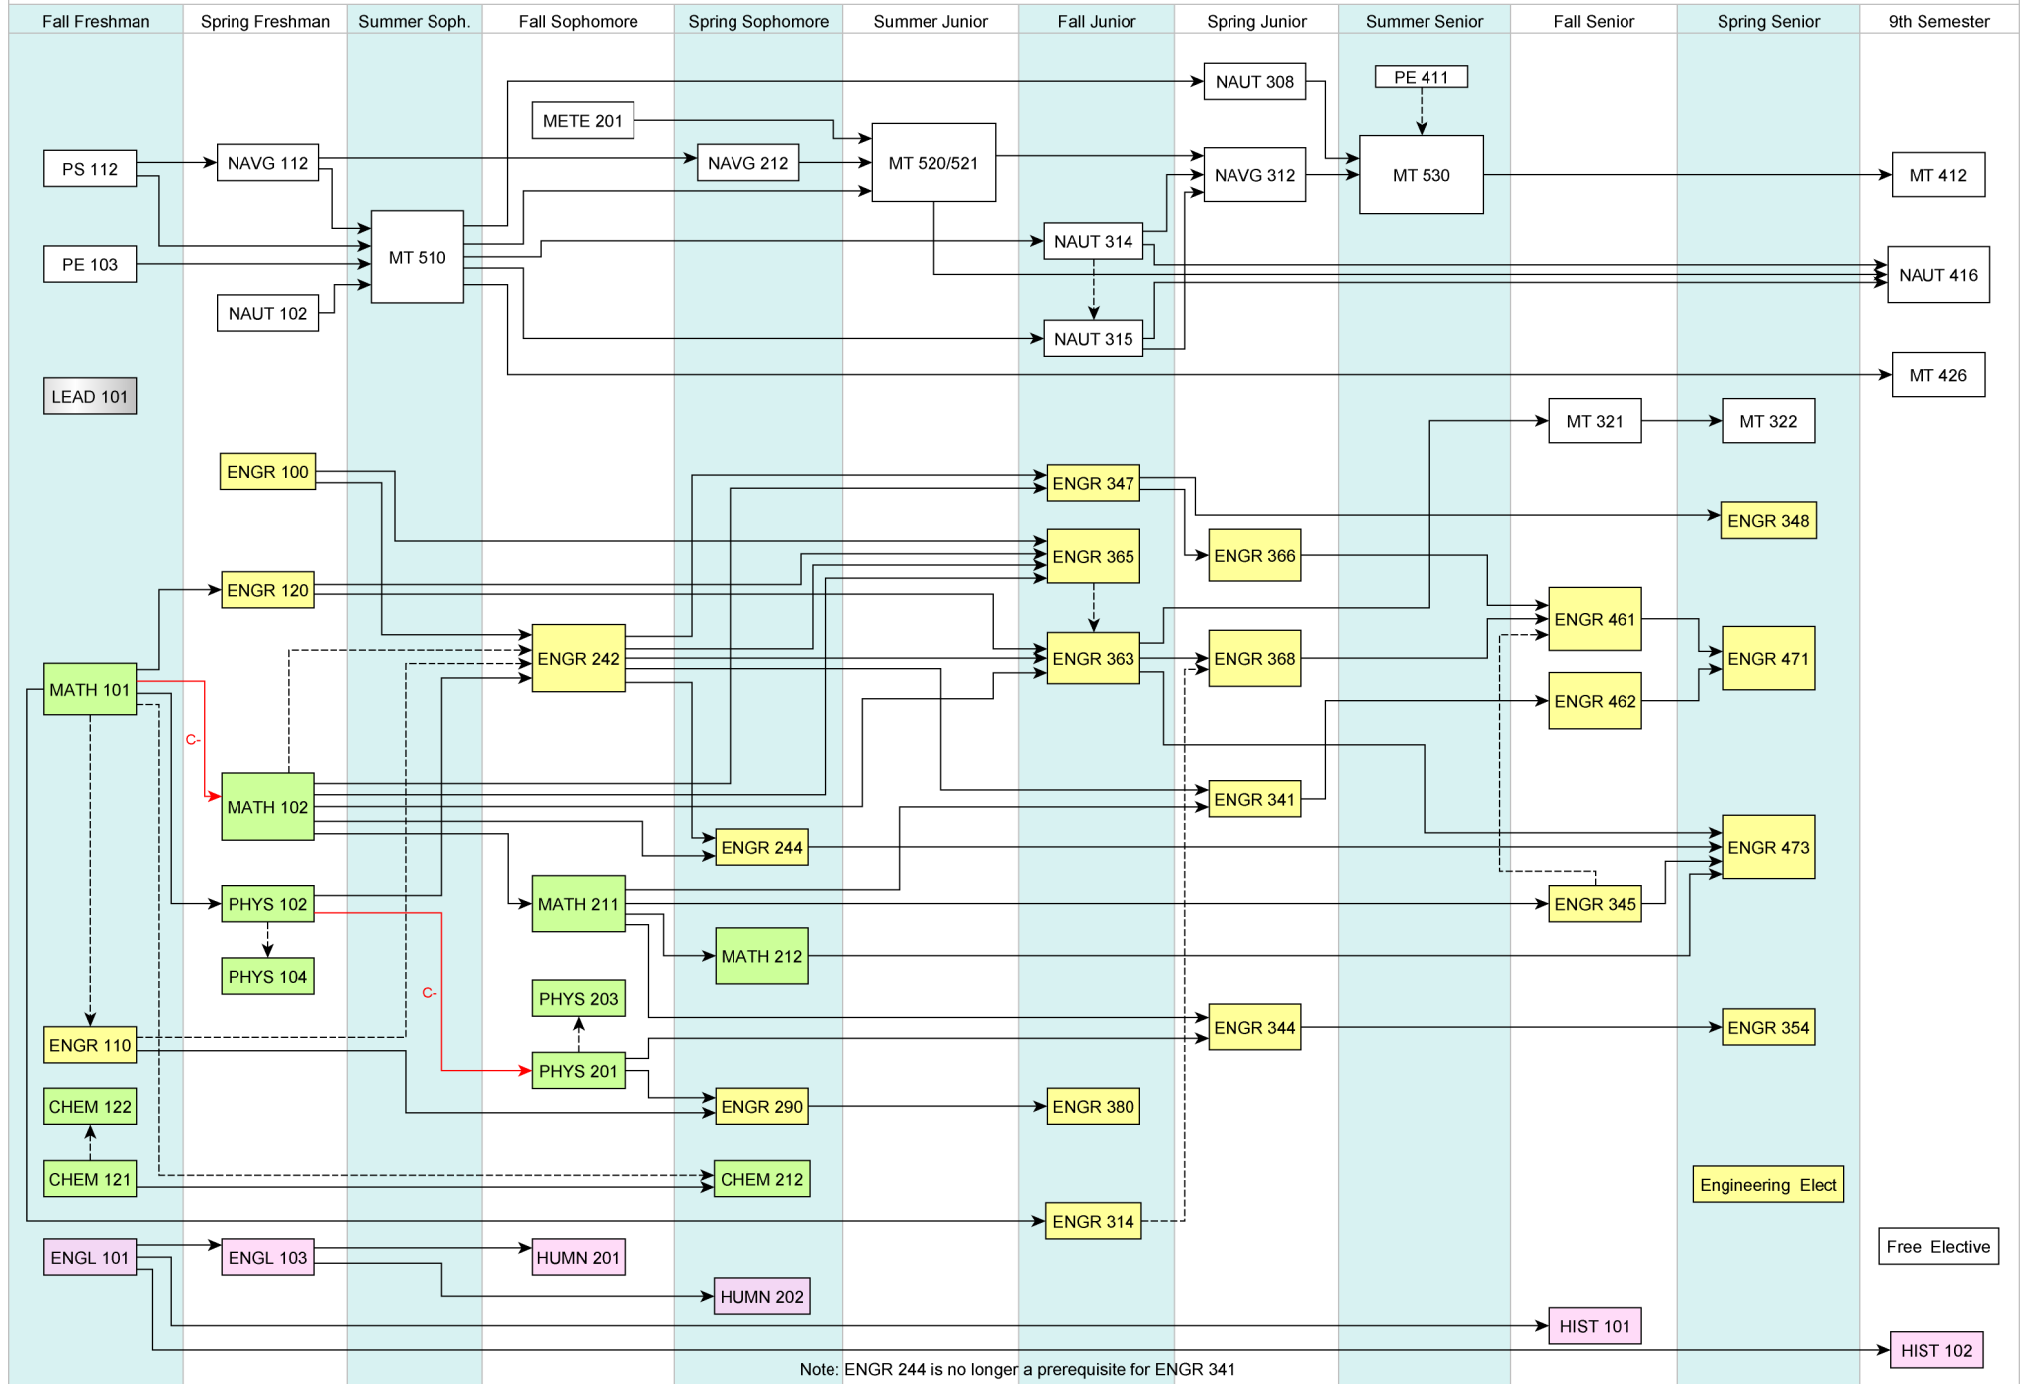 Fall Freshman
Spring Freshman
Summer Soph.
Fall Sophomore
Spring Sophomore
Summer Junior
Fall Junior
Spring Junior
Summer Senior
Fall Senior
Spring Senior
9th Semester
NAUT 308
PE 411
METE 201
PS 112
NAVG 112
NAVG 212
MT 520/521
NAVG 312
MT 530
MT 412
PE 103
MT 510
NAUT 314
NAUT 416
NAUT 102
NAUT 315
MT 426
LEAD 101
MT 321
MT 322
ENGR 100
ENGR 347
ENGR 348
ENGR 365
ENGR 366
ENGR 120
ENGR 461
ENGR 242
ENGR 363
ENGR 368
ENGR 471
MATH 101
ENGR 462
C-
MATH 102
ENGR 341
ENGR 244
ENGR 473
PHYS 102
MATH 211
ENGR 345
MATH 212
PHYS 104
C-
PHYS 203
ENGR 344
ENGR 354
ENGR 110
PHYS 201
CHEM 122
ENGR 290
ENGR 380
CHEM 121
CHEM 212
Engineering Elect
ENGR 314
ENGL 101
ENGL 103
HUMN 201
Free Elective
HUMN 202
HIST 101
HIST 102
Note: ENGR 244 is no longer a prerequisite for ENGR 341